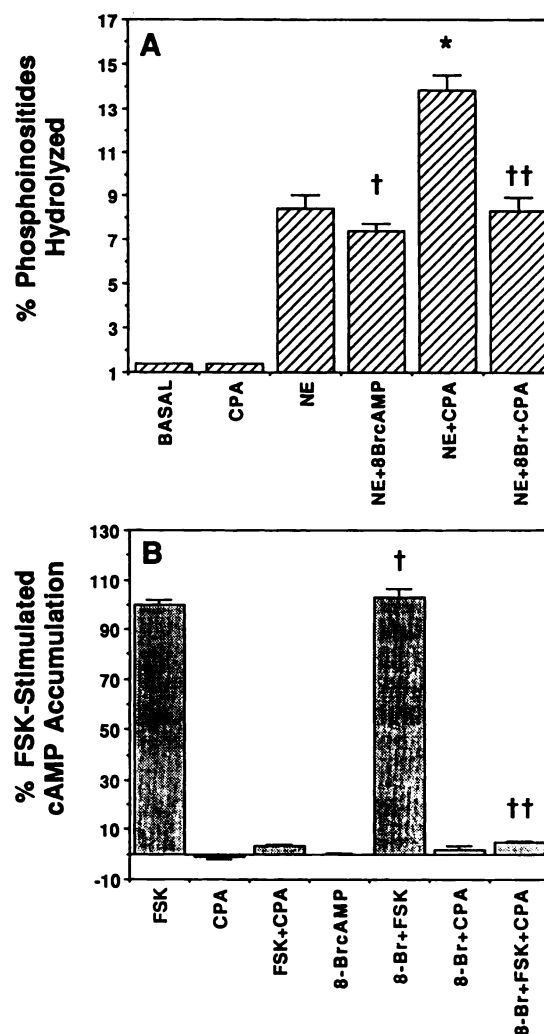 A
% Phosphoinositides
Hydrolyzed
17
15
13
11
9
7
5
3
1
†
*
††
BASAL
CPA
NE
NE+8BrcAMP
NE+CPA
NE+8Br+CPA
B
% FSK-Stimulated
cAMP Accumulation
130
110
90
70
50
30
10
-10
†
††
FSK
CPA
FSK+CPA
8-BrcAMP
8-Br+FSK
8-Br+CPA
8-Br+FSK+CPA